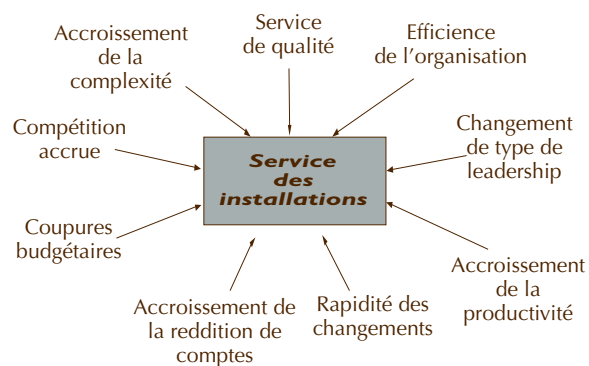 Accroissement
de la
complexité
Service
de qualité
Efficience
de l'organisation
Compétition
accrue
Service
des
installations
Changement
de type de
leadership
Coupures
budgétaires
Accroissement de
la reddition de
comptes
Rapidité des
changements
Accroissement
de la
productivité